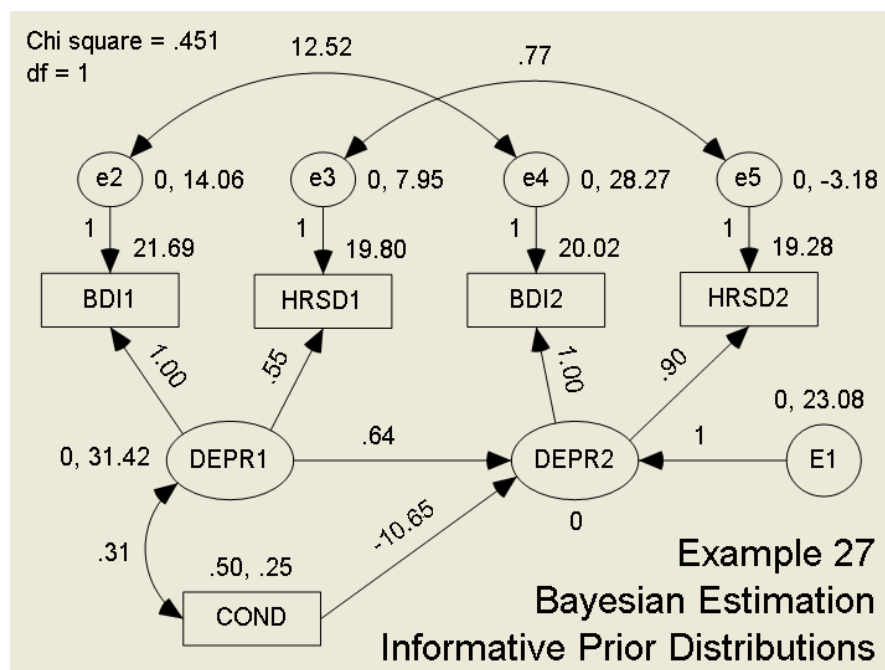 Chi square = .451
df = 1
12.52
.77
e2
0, 14.06
e3
0, 7.95
e4
0, 28.27
e5
0, -3.18
1
21.69
1
19.80
1
20.02
1
19.28
BDI1
HRSD1
BDI2
HRSD2
1.00
.55
1.00
.90
0, 23.08
0, 31.42
DEPR1
.64
DEPR2
1
E1
0
.31
-10.65
.50, .25
COND
Example 27
Bayesian Estimation
Informative Prior Distributions